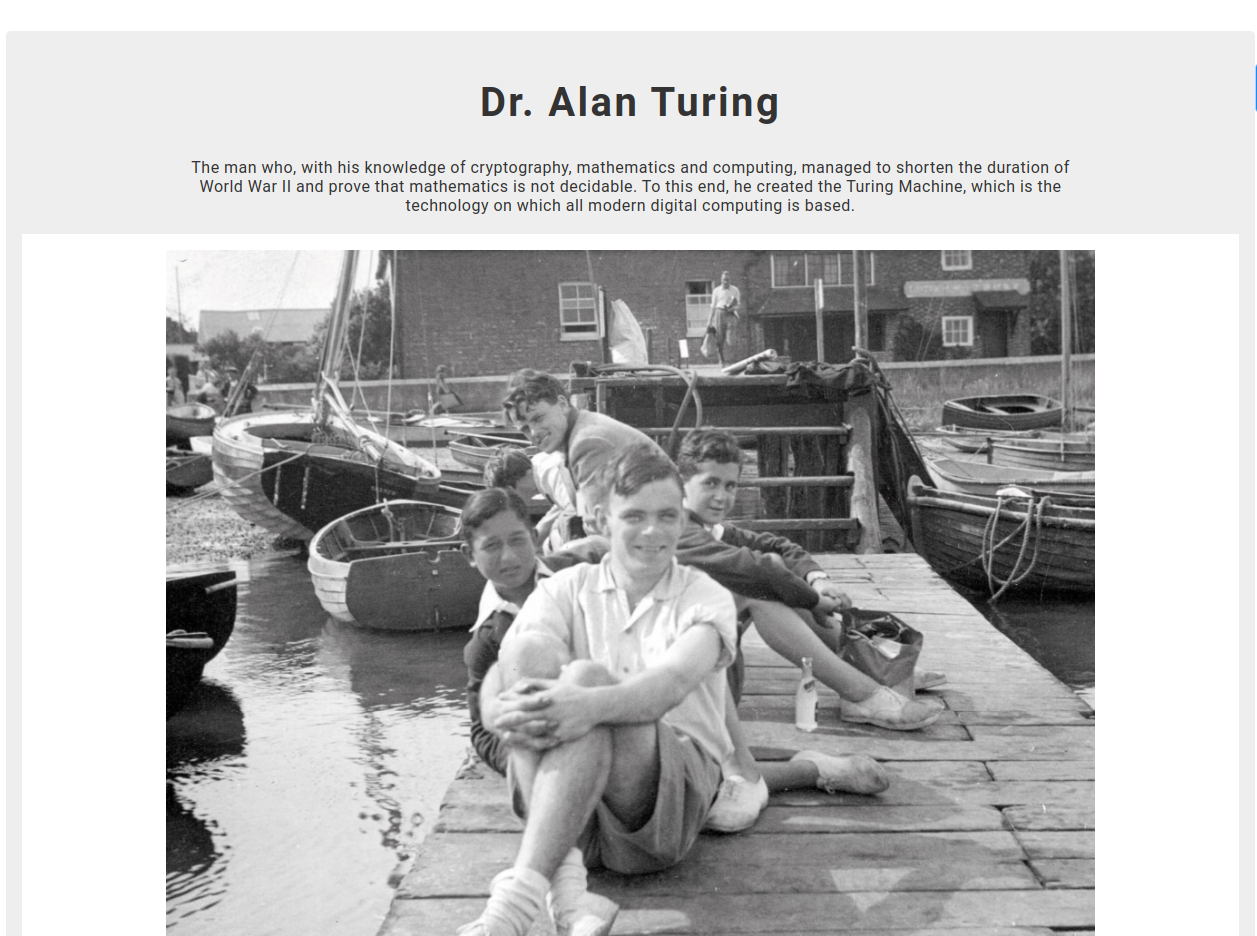 Dr. Alan Turing
The man who, with his knowledge of cryptography, mathematics and computing, managed to shorten the duration of
World War II and prove that mathematics is not decidable. To this end, he created the Turing Machine, which is the
technology on which all modern digital computing is based.